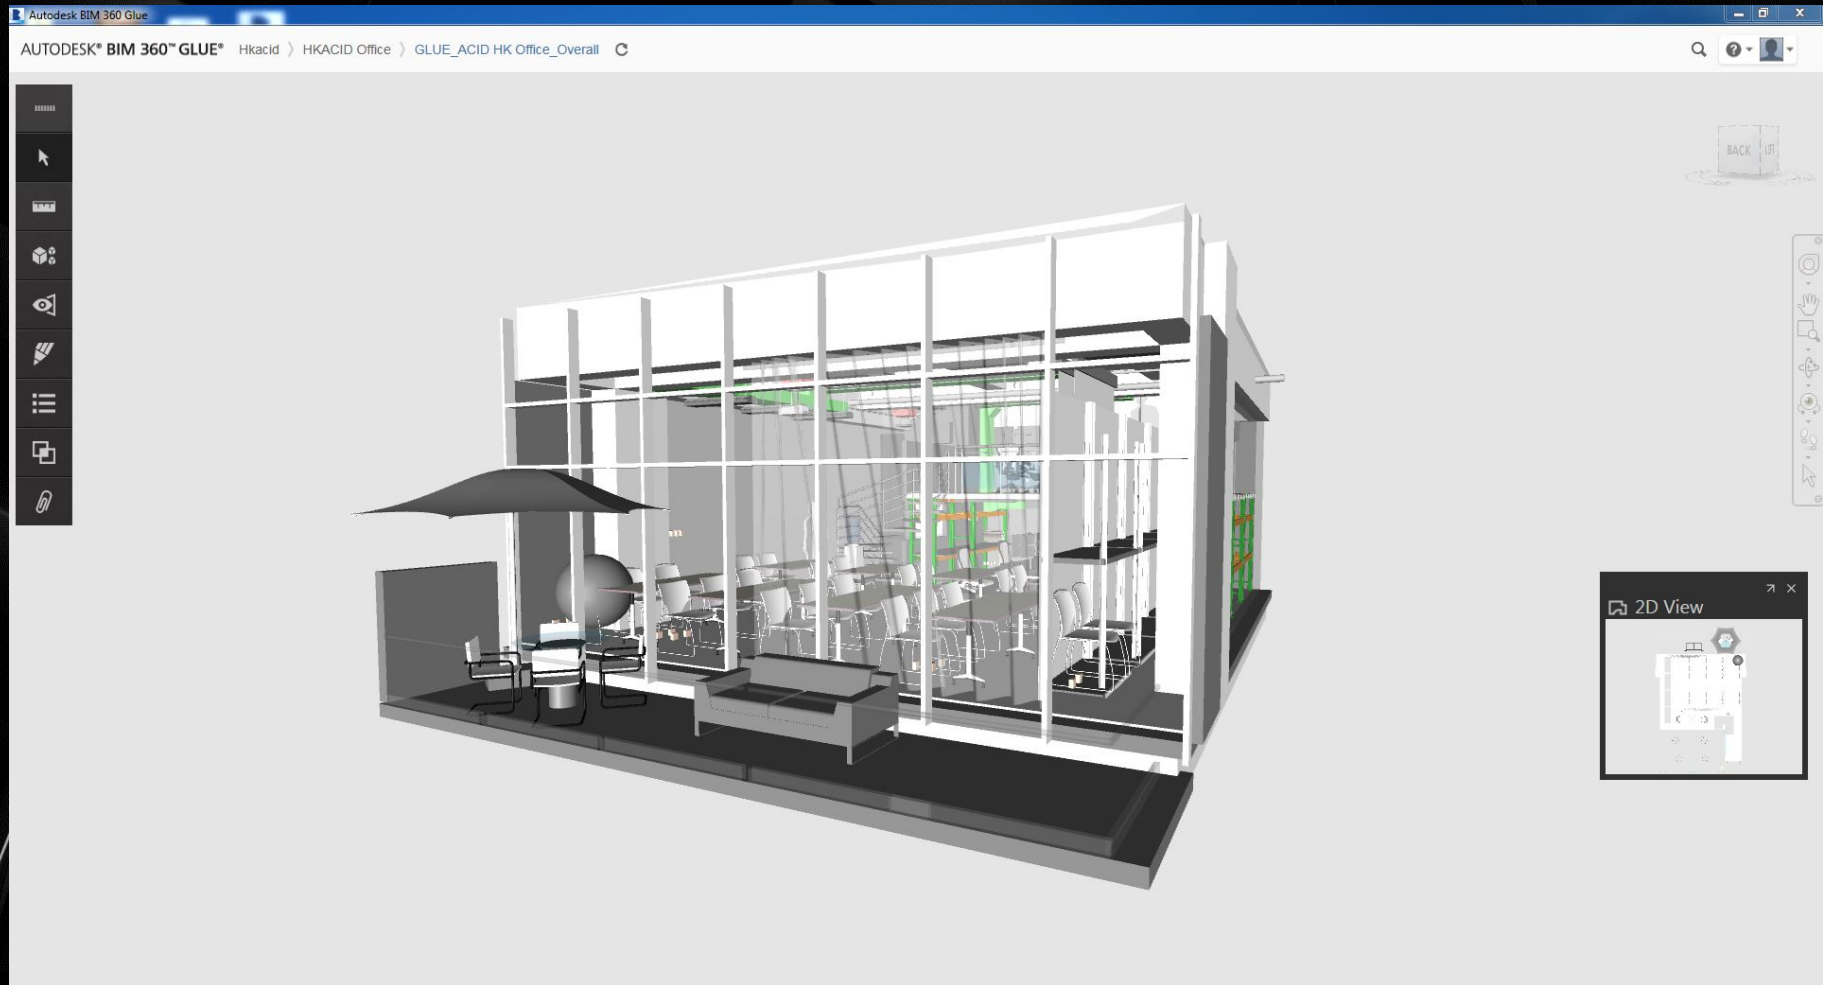 Autodesk BIM 360 Glue
AUTODESK® BIM 360™ GLUE® Hkacid 〉 HKACID Office 〉 GLUE_ACID HK Office_Overall
BACK
2D View